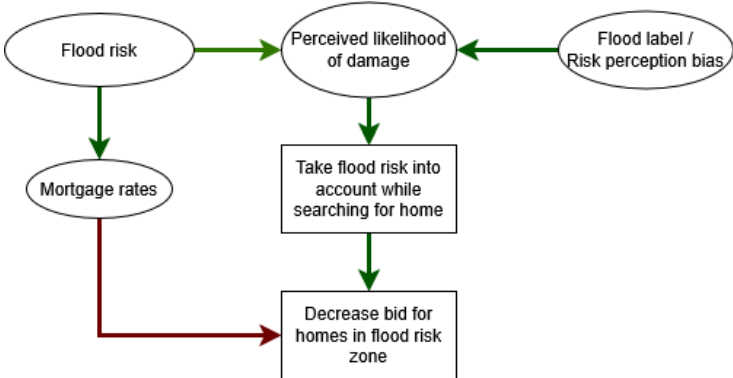 Flood risk
Perceived likelihood
of damage
Flood label /
Risk perception bias
Mortgage rates
Take flood risk into
account while
searching for home
Decrease bid for
homes in flood risk
zone